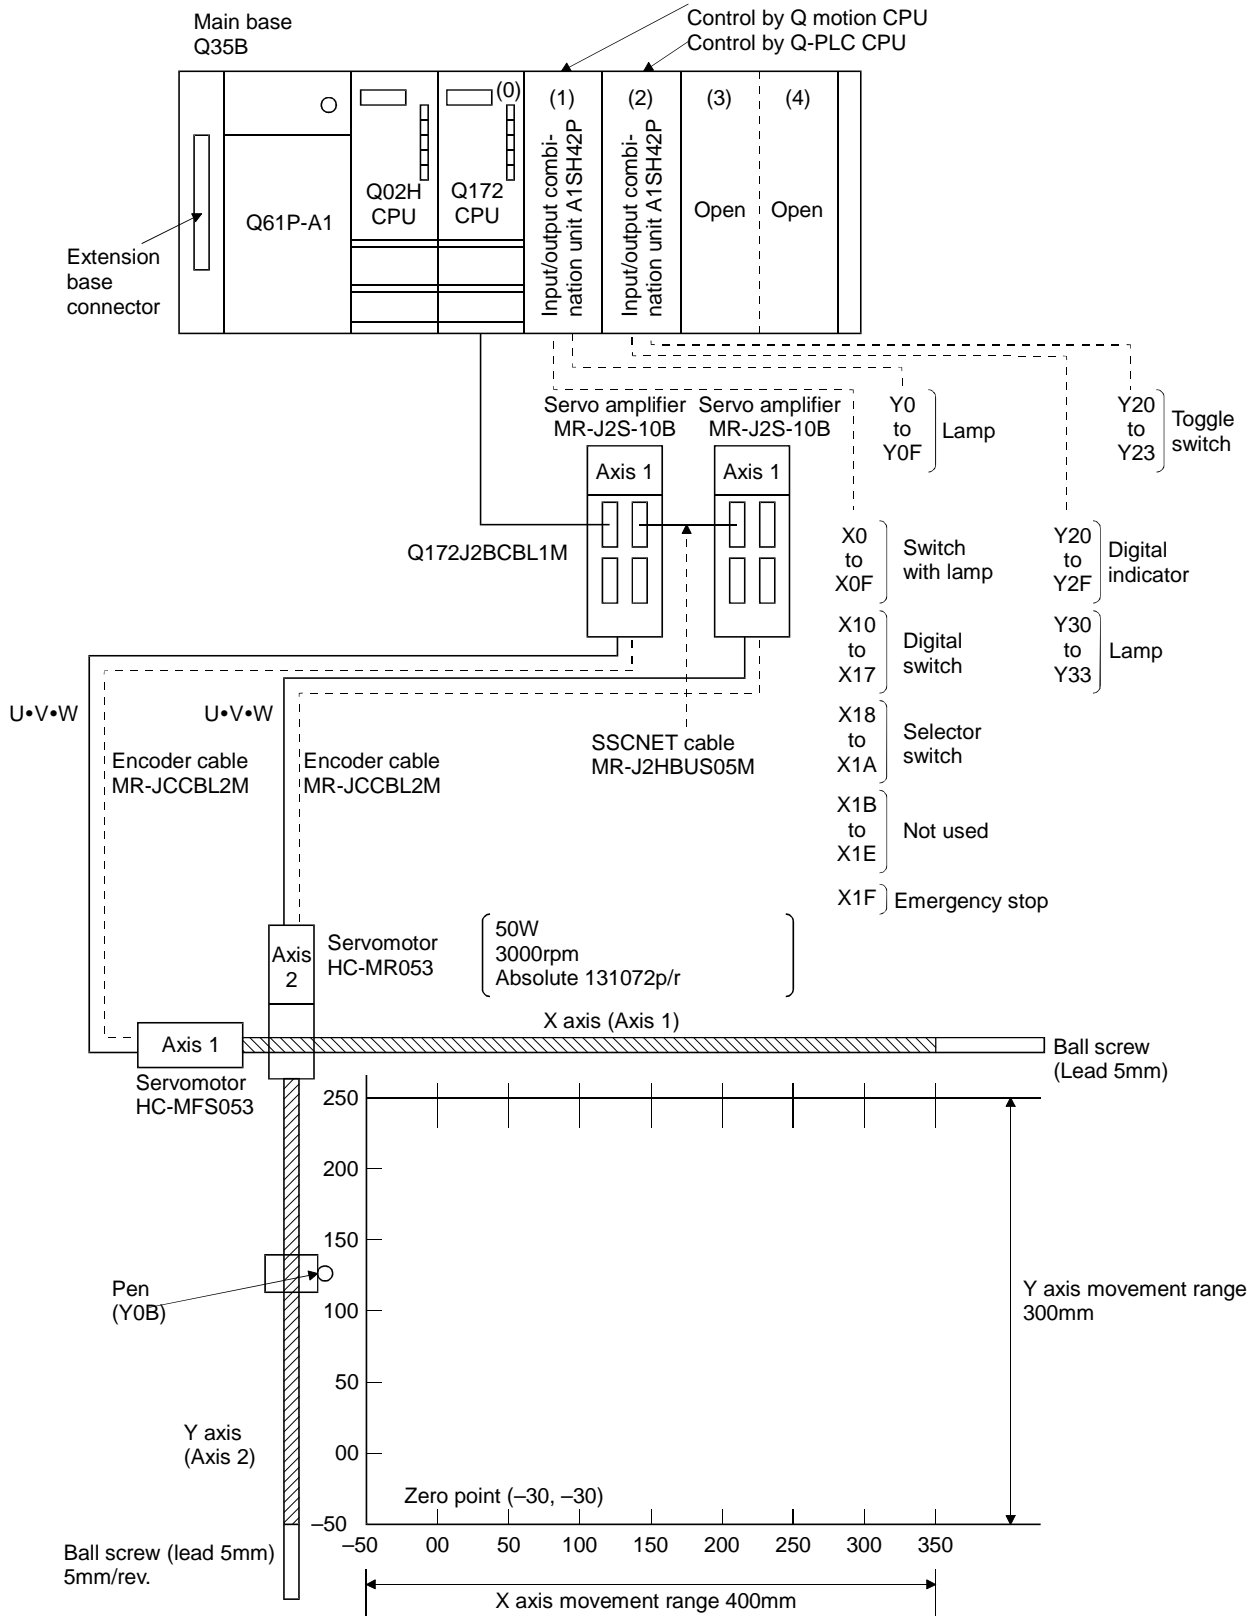 Main base
Q35B
Control by Q motion CPU
Control by Q-PLC CPU
(0)
(1)
(2)
(3)
(4)
Q61P-A1
Q02H
CPU
Q172
CPU
Input/output combi-
nation unit A1SH42P
Input/output combi-
nation unit A1SH42P
Open
Open
Extension
base
connector
Servo amplifier
MR-J2S-10B
Servo amplifier
MR-J2S-10B
Axis 1
Axis 1
Q172J2BCBL1M
Y0
to
Y0F
Lamp
Y20
to
Y23
Toggle
switch
X0
to
X0F
Switch
with lamp
Y20
to
Y2F
Digital
indicator
X10
to
X17
Digital
switch
Y30
to
Y33
Lamp
X18
to
X1A
Selector
switch
X1B
to
X1E
Not used
X1F
Emergency stop
U•V•W
U•V•W
Encoder cable
MR-JCCBL2M
Encoder cable
MR-JCCBL2M
SSCNET cable
MR-J2HBUS05M
Axis
2
Servomotor
HC-MR053
50W
3000rpm
Absolute 131072p/r
X axis (Axis 1)
Axis 1
Servomotor
HC-MFS053
Ball screw
(Lead 5mm)
250
200
150
100
50
00
–50
Pen
(Y0B)
Y axis movement range
300mm
Y axis
(Axis 2)
Zero point (–30, –30)
–50
00
50
100
150
200
250
300
350
Ball screw (lead 5mm)
5mm/rev.
X axis movement range 400mm